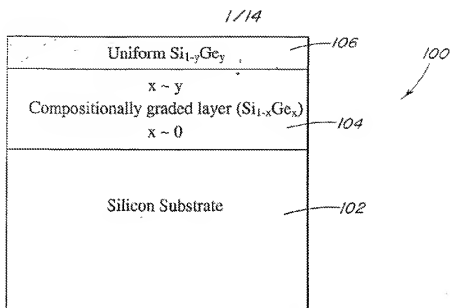 1/14
Uniform Si₁₋yGey
106
100
x ~ y
Compositionally graded layer (Si₁₋ₓGeₓ)
104
x ~ 0
Silicon Substrate
102